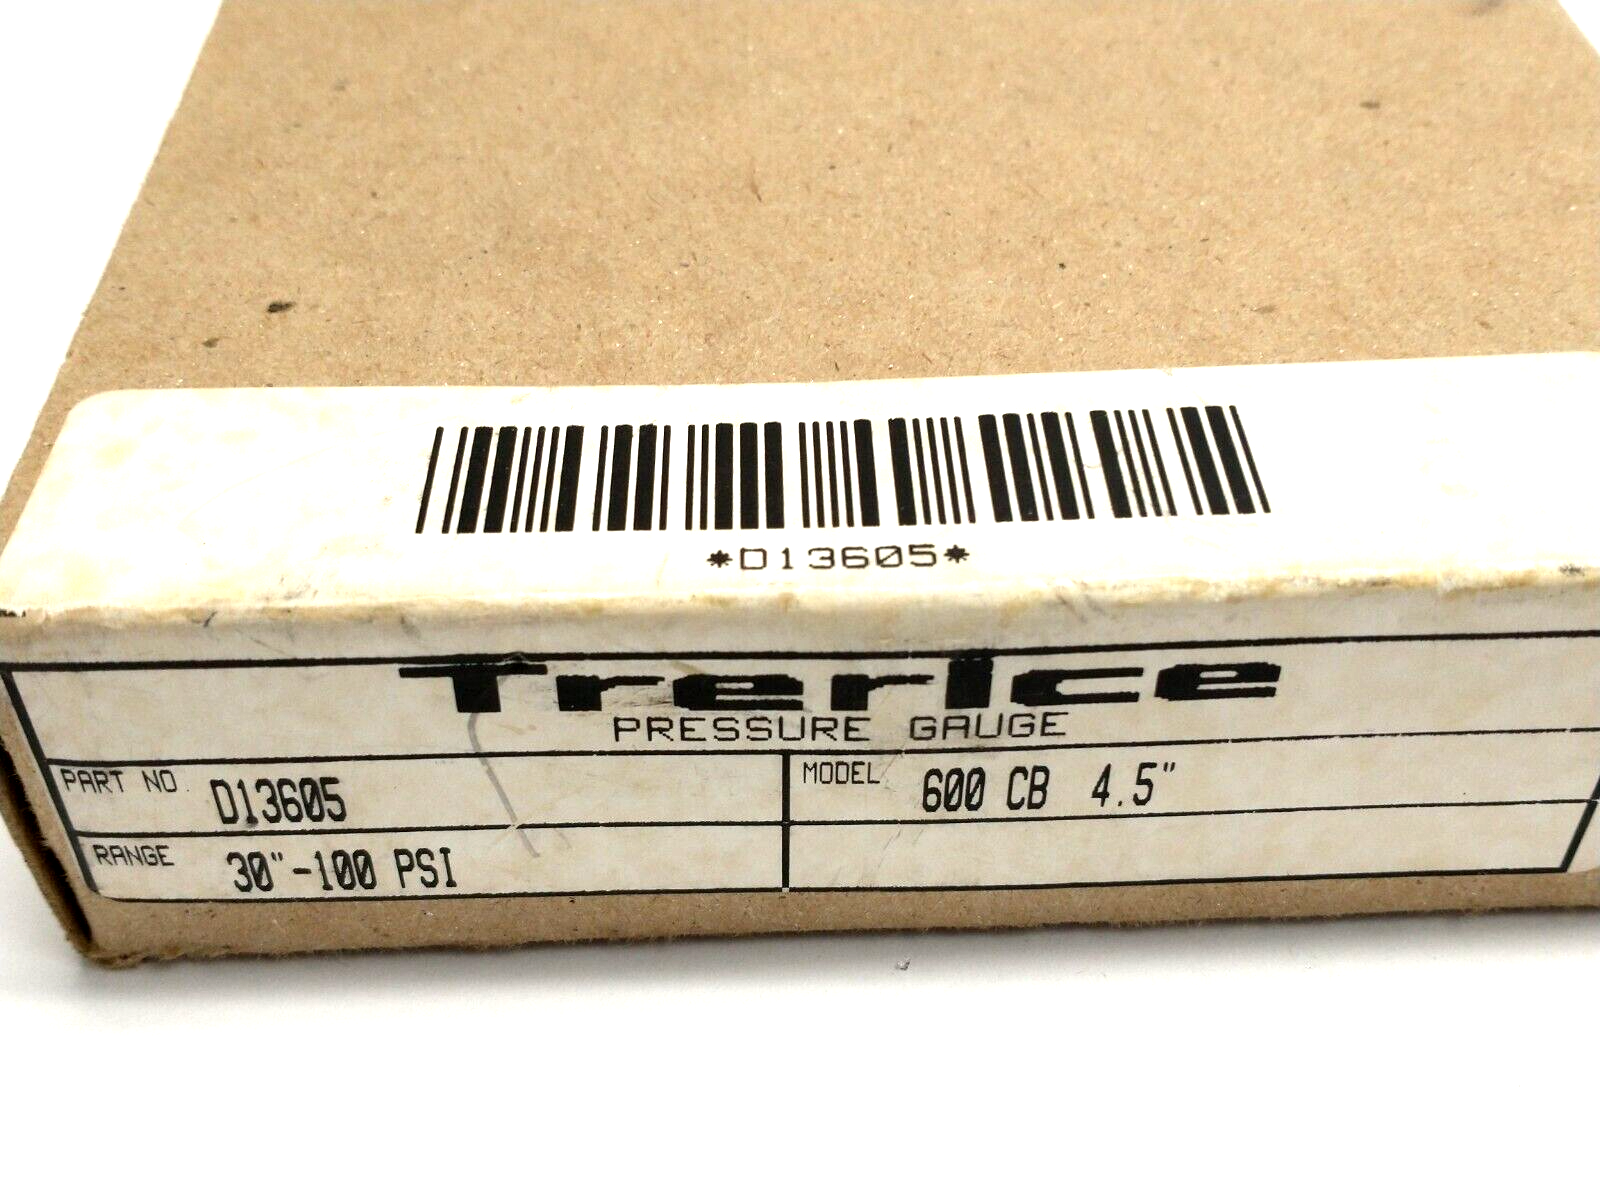 *D13605*
TrerIce
PRESSURE GAUGE
PART NO. D13605
MODEL 600 CB 4.5"
RANGE 30"-100 PSI